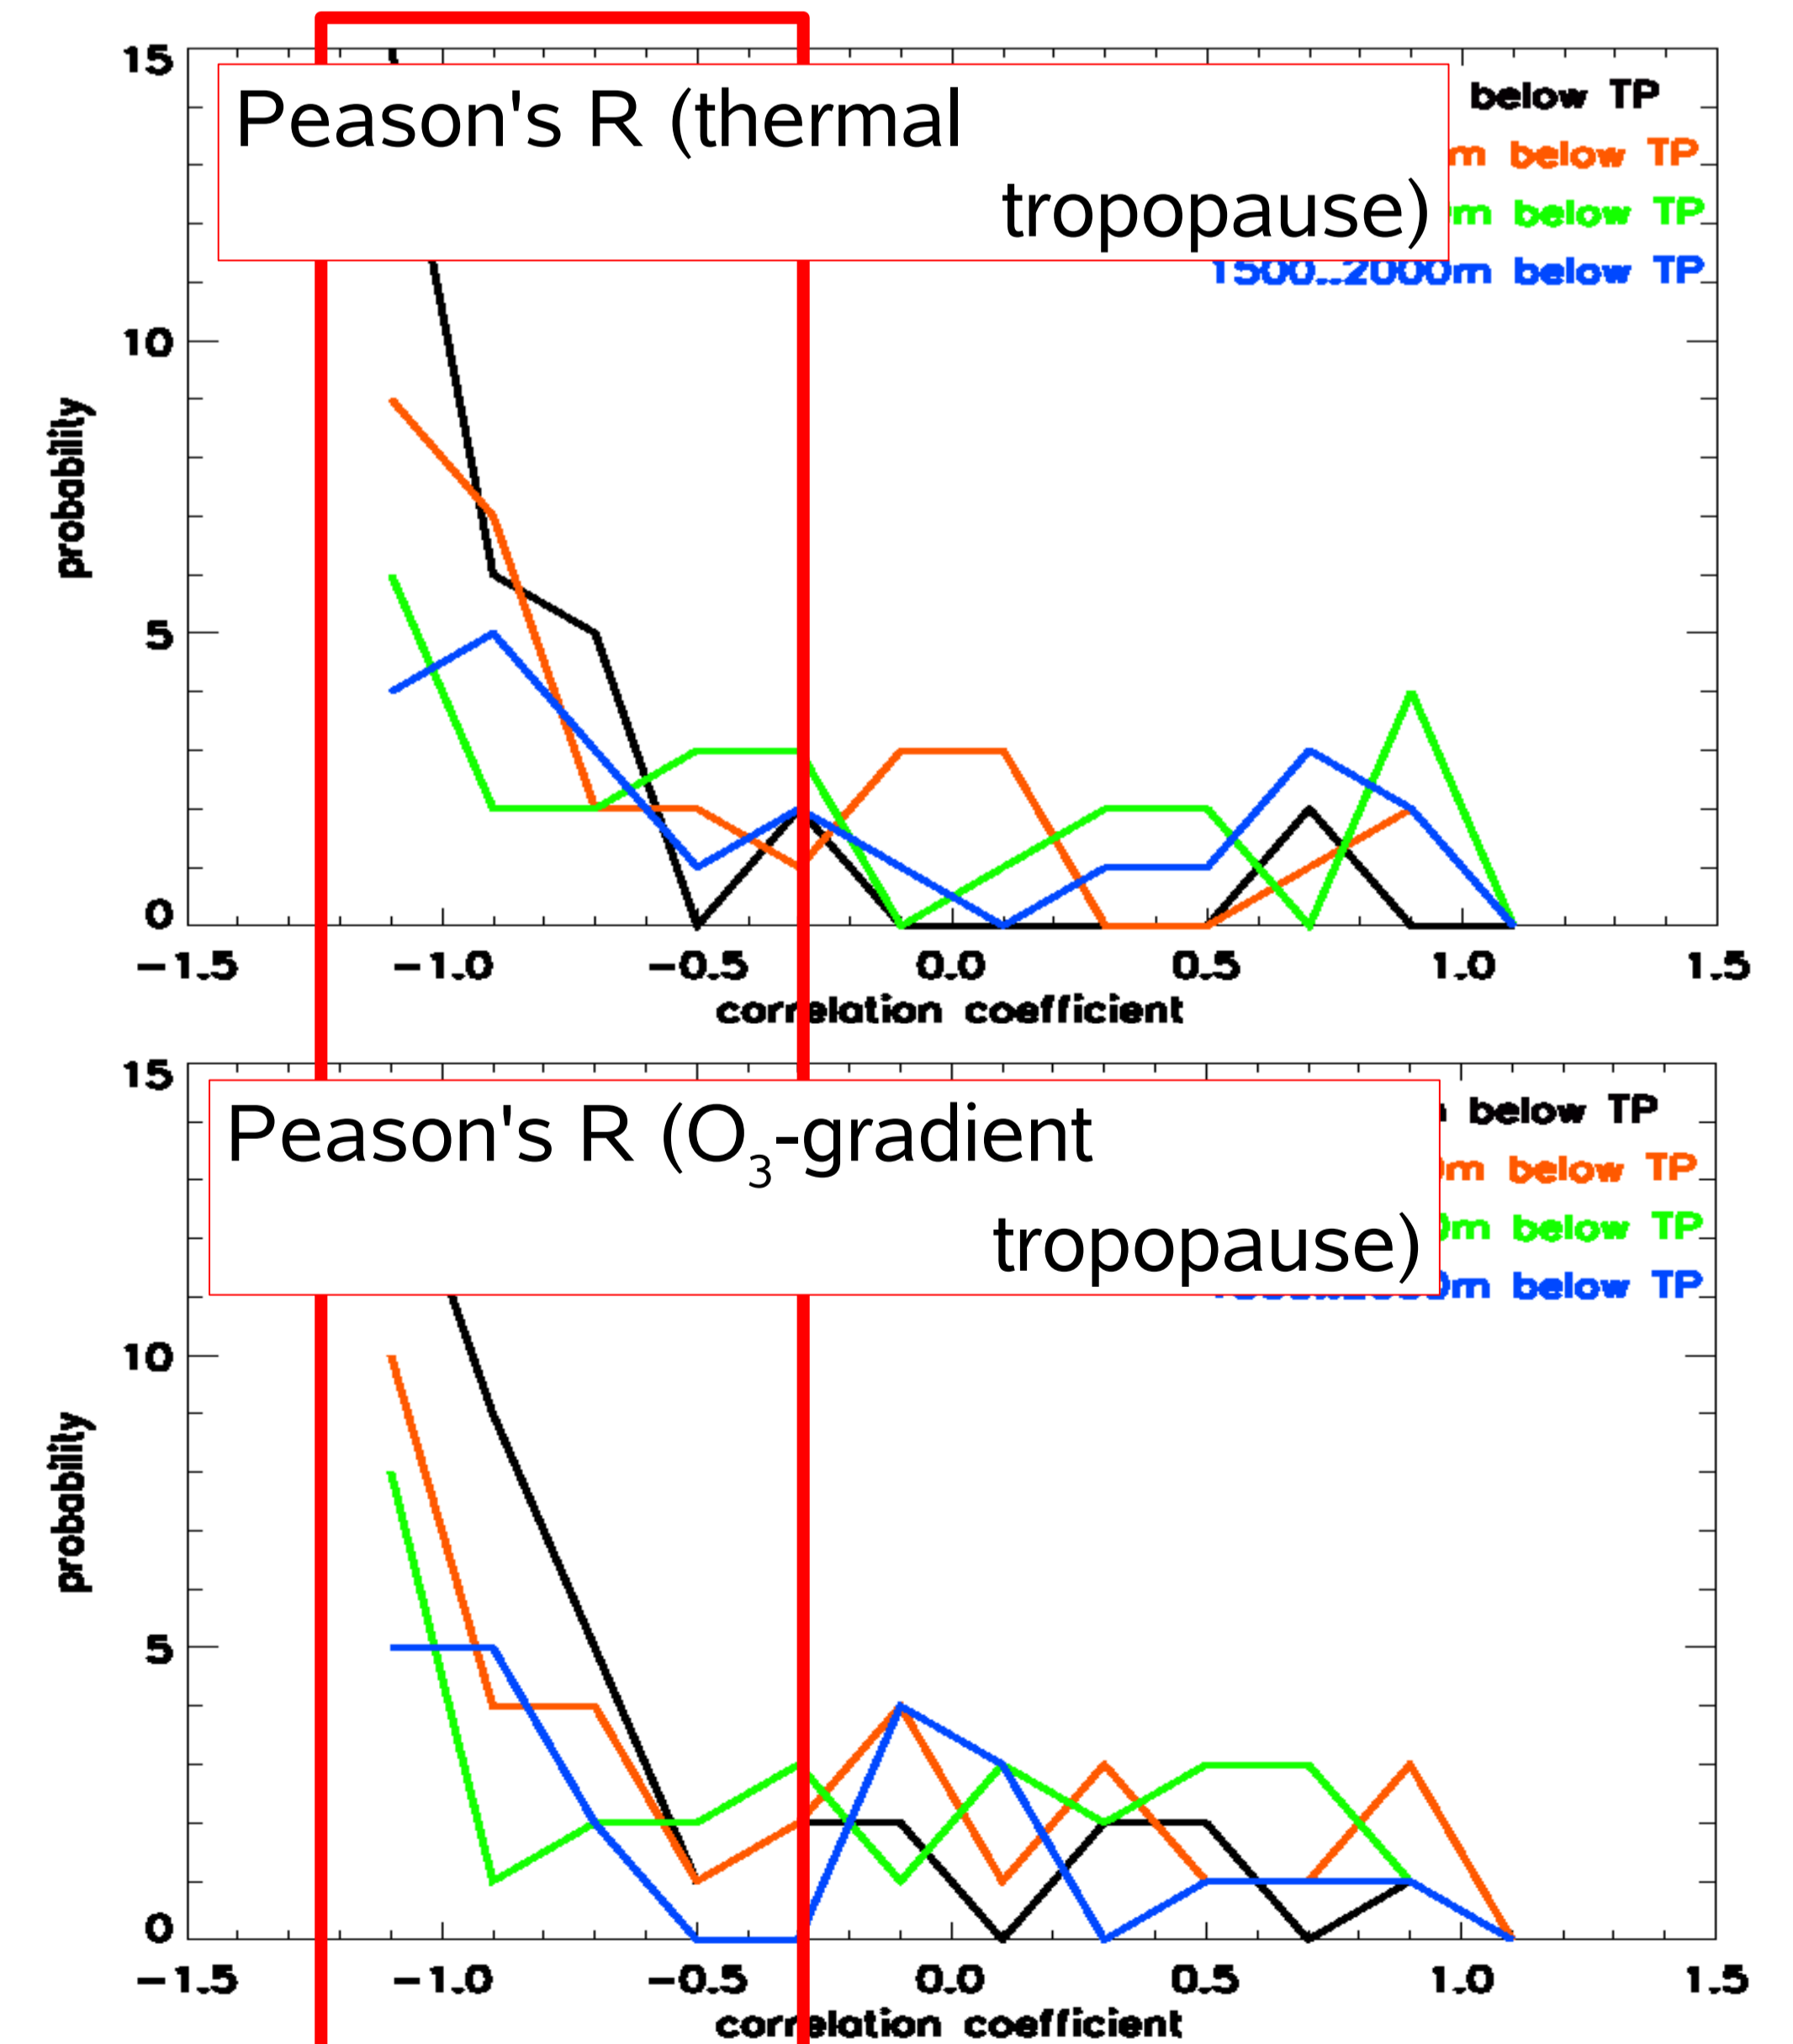 15
Peason's R (thermal
tropopause)
below TP
m below TP
m below TP
1500...2000m below TP
10
probability
5
0
-1.5 -1.0 -0.5 0.0 0.5 1.0 1.5
correlation coefficient
15
Peason's R (O3-gradient
tropopause)
below TP
m below TP
0m below TP
0m below TP
10
probability
5
0
-1.5 -1.0 -0.5 0.0 0.5 1.0 1.5
correlation coefficient